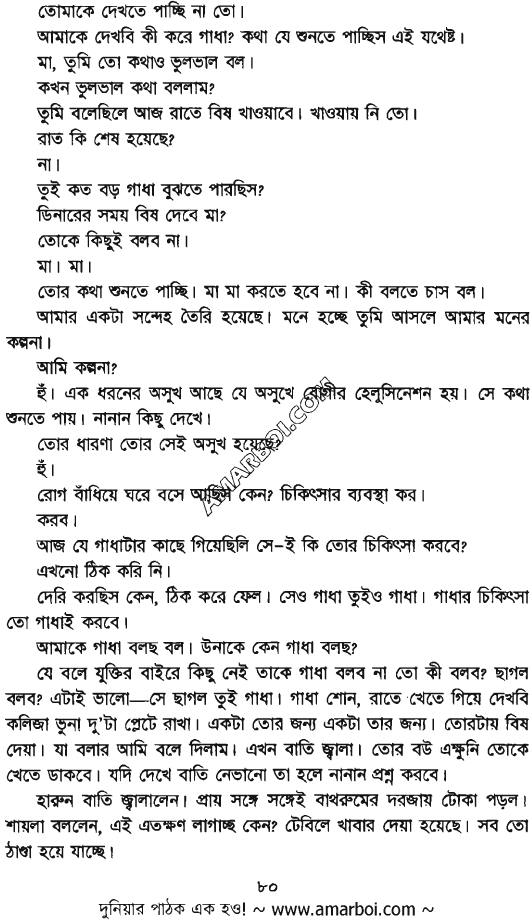 তোমাকে দেখতে পাচ্ছি না তো।
আমাকে দেখবি কী করে গাধা? কথা যে শুনতে পাচ্ছিস এই যথেষ্ট।
মা, তুমি তো কথাও ভুলভাল বল।
কখন ভুলভাল কথা বললাম?
তুমি বলেছিলে আজ রাতে বিষ খাওয়াবে। খাওয়ায় নি তো।
রাত কি শেষ হয়েছে?
না।
তুই কত বড় গাধা বুঝতে পারছিস?
ডিনারের সময় বিষ দেবে মা?
তোকে কিছুই বলব না।
মা। মা।
তোর কথা শুনতে পাচ্ছি। মা মা করতে হবে না। কী বলতে চাস বল।
আমার একটা সন্দেহ তৈরি হয়েছে। মনে হচ্ছে তুমি আসলে আমার মনের
কল্পনা।
আমি কল্পনা?
হুঁ। এক ধরনের অসুখ আছে যে অসুখে রোগীর হেলুসিনেশন হয়। সে কথা
শুনতে পায়। নানান কিছু দেখে।
তোর ধারণা তোর সেই অসুখ হয়েছে?
হুঁ।
রোগ বাঁধিয়ে ঘরে বসে আছিস কেন? চিকিৎসার ব্যবস্থা কর।
করব।
আজ যে গাধাটার কাছে গিয়েছিলি সে-ই কি তোর চিকিৎসা করবে?
এখনো ঠিক করি নি।
দেরি করছিস কেন, ঠিক করে ফেল। সেও গাধা তুইও গাধা। গাধার চিকিৎসা
তো গাধাই করবে।
আমাকে গাধা বলছ বল। উনাকে কেন গাধা বলছ?
যে বলে যুক্তির বাইরে কিছু নেই তাকে গাধা বলব না তো কী বলব? ছাগল
বলব? এটাই ভালো—সে ছাগল তুই গাধা। গাধা শোন, রাতে খেতে গিয়ে দেখবি
কলিজা ভুনা দু'টা প্লেটে রাখা। একটা তোর জন্য একটা তার জন্য। তোরটায় বিষ
দেয়া। যা বলার আমি বলে দিলাম। এখন বাতি জ্বালা। তোর বউ এক্ষুনি তোকে
খেতে ডাকবে। যদি দেখে বাতি নেভানো তা হলে নানান প্রশ্ন করবে।
হারুন বাতি জ্বালালেন। প্রায় সঙ্গে সঙ্গেই বাথরুমের দরজায় টোকা পড়ল।
শায়লা বললেন, এই এতক্ষণ লাগাচ্ছ কেন? টেবিলে খাবার দেয়া হয়েছে। সব তো
ঠাণ্ডা হয়ে যাচ্ছে।
AMARBOI.COM
৮০
দুনিয়ার পাঠক এক হও! ~ www.amarboi.com ~